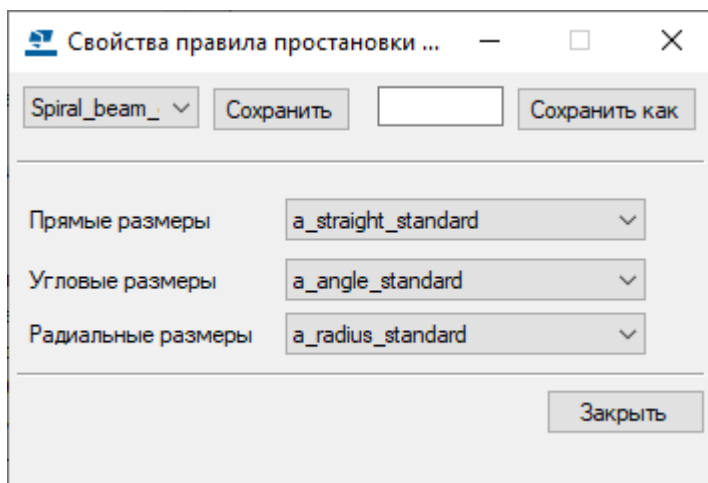 Свойства правила простановки ...
Spiral_beam_ Сохранить Сохранить как
Прямые размеры a_straight_standard
Угловые размеры a_angle_standard
Радиальные размеры a_radius_standard
Закрыть